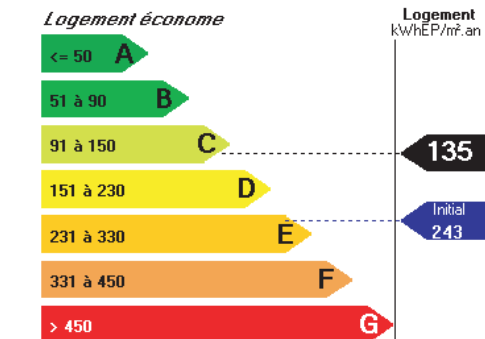 Logement économe
Logement
kWhEP/m².an
<= 50 A
51 à 90 B
91 à 150 C
135
151 à 230 D
Initial
243
231 à 330 E
331 à 450 F
> 450 G